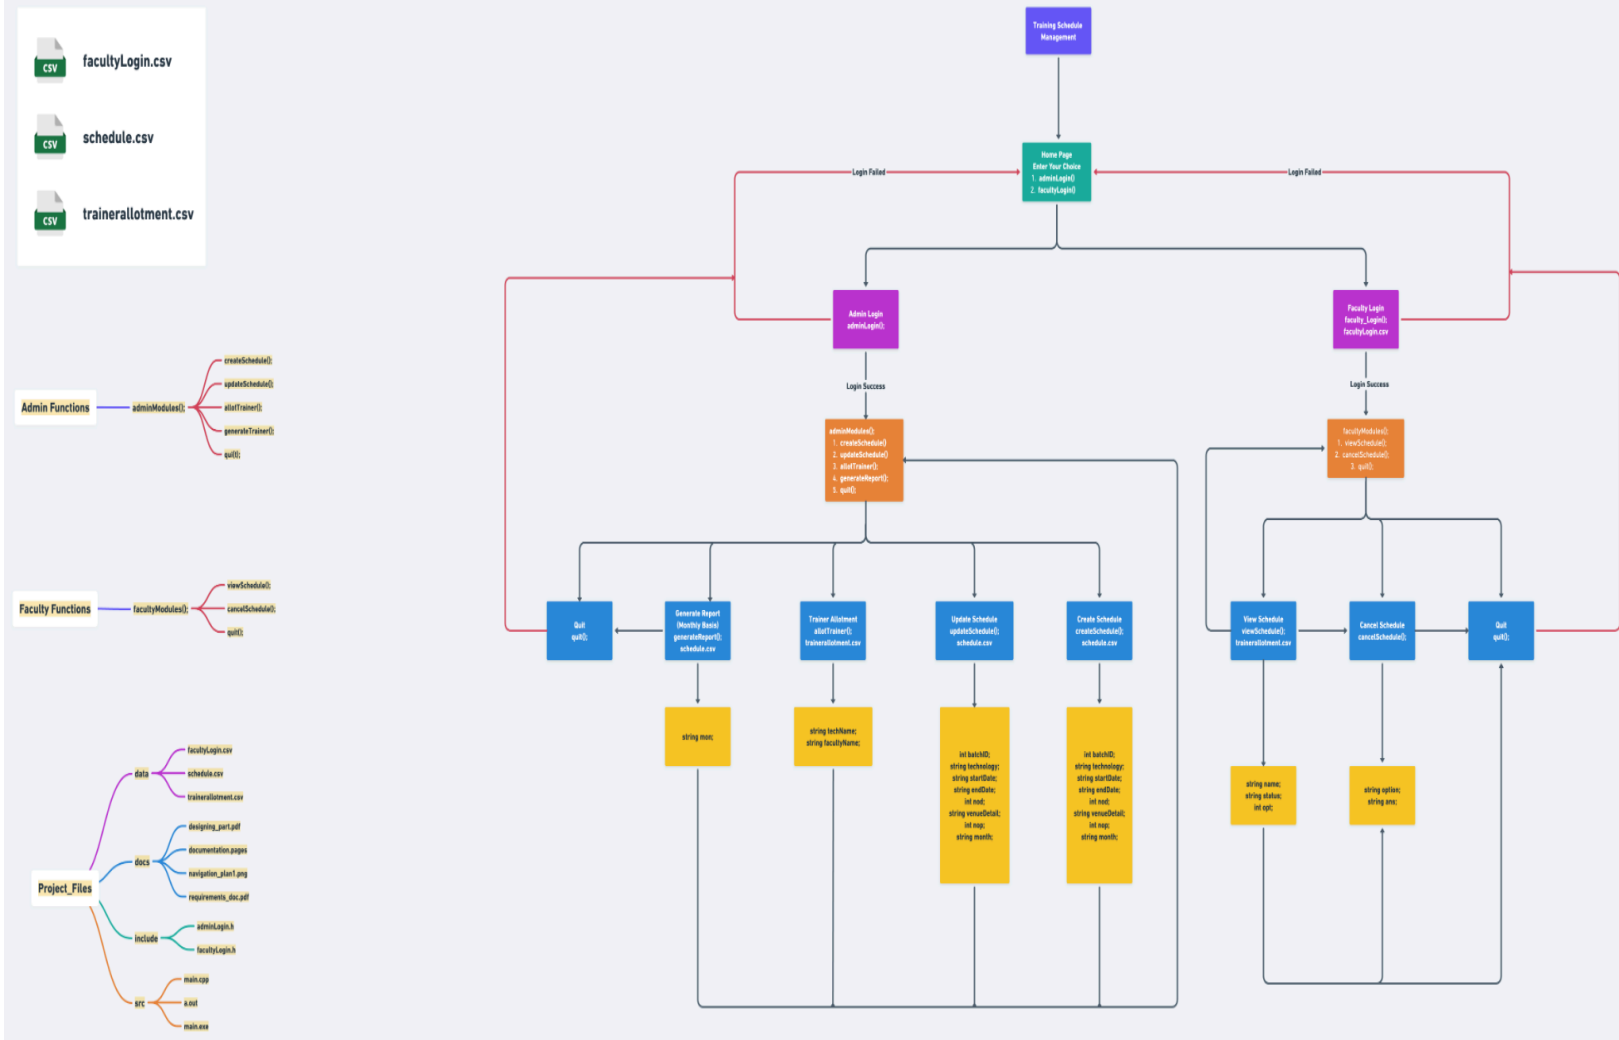 CSV
facultyLogin.csv
CSV
schedule.csv
CSV
trainerallotment.csv
Admin Functions
adminModules();
createSchedule();
updateSchedule();
allotTrainer();
generateTrainer();
quit();
Faculty Functions
facultyModules();
viewSchedule();
cancelSchedule();
quit();
Project_Files
data
facultyLogin.csv
schedule.csv
trainerallotment.csv
docs
designing_part.pdf
documentation.pages
navigation_plan1.png
requirements_doc.pdf
include
adminLogin.h
facultyLogin.h
src
main.cpp
a.out
main.exe
Training Schedule
Management
Home Page
Enter Your Choice
1. adminLogin()
2. facultyLogin()
Login Failed
Login Failed
Admin Login
adminLogin();
Faculty Login
faculty_Login();
facultyLogin.csv
Login Success
Login Success
adminModules();
1. createSchedule()
2. updateSchedule()
3. allotTrainer();
4. generateReport();
5. quit();
facultyModules();
1. viewSchedule();
2. cancelSchedule();
3. quit();
Quit
quit();
Generate Report
(Monthly Basis)
generateReport();
schedule.csv
Trainer Allotment
allotTrainer();
trainerallotment.csv
Update Schedule
updateSchedule();
schedule.csv
Create Schedule
createSchedule();
schedule.csv
View Schedule
viewSchedule();
trainerallotment.csv
Cancel Schedule
cancelSchedule();
Quit
quit();
string mon;
string techName;
string facultyName;
int batchID;
string technology;
string startDate;
string endDate;
int nod;
string venueDetail;
int nop;
string month;
int batchID;
string technology;
string startDate;
string endDate;
int nod;
string venueDetail;
int nop;
string month;
string name;
string status;
int opt;
string option;
string ans;